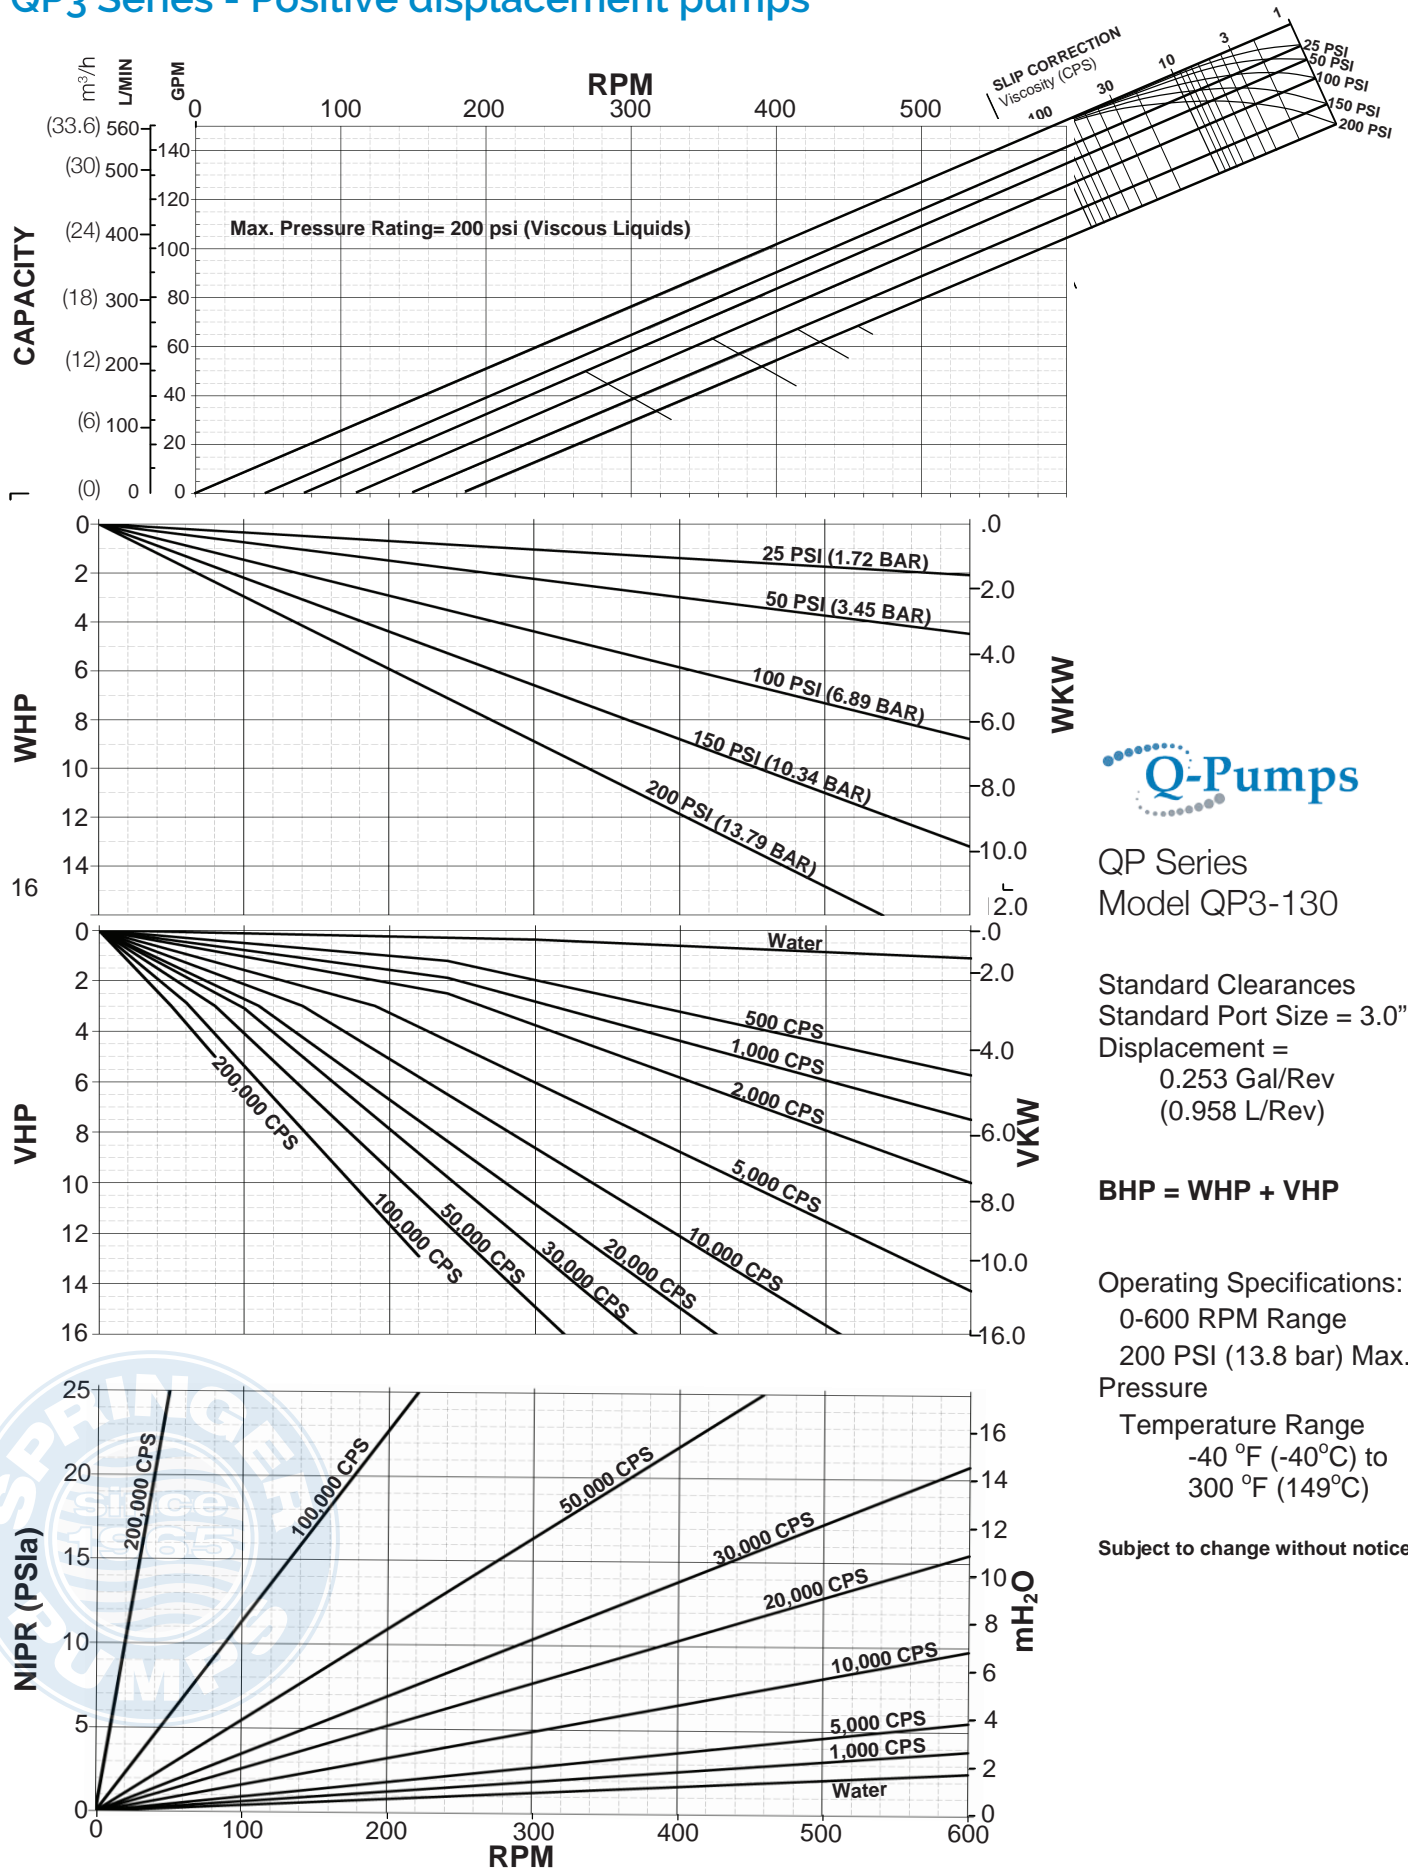 QP3 Series - Positive displacement pumps
m³/h
L/MIN
GPM
RPM
0 100 200 300 400 500
SLIP CORRECTION
Viscosity (CPS)
100 30 10 3 1
25 PSI
50 PSI
100 PSI
150 PSI
200 PSI
CAPACITY
(33.6) 560
(30) 500
(24) 400
(18) 300
(12) 200
(6) 100
(0) 0
140
120
100
80
60
40
20
0
Max. Pressure Rating= 200 psi (Viscous Liquids)
WHP
0
2
4
6
8
10
12
14
16
25 PSI (1.72 BAR)
50 PSI (3.45 BAR)
100 PSI (6.89 BAR)
150 PSI (10.34 BAR)
200 PSI (13.79 BAR)
.0
2.0
4.0
6.0
8.0
10.0
2.0
WKW
VHP
0
2
4
6
8
10
12
14
16
Water
500 CPS
1,000 CPS
2,000 CPS
5,000 CPS
10,000 CPS
20,000 CPS
30,000 CPS
50,000 CPS
100,000 CPS
200,000 CPS
.0
2.0
4.0
6.0
8.0
10.0
16.0
VKW
NIPR (PSIa)
25
20
15
10
5
0
200,000 CPS
100,000 CPS
50,000 CPS
30,000 CPS
20,000 CPS
10,000 CPS
5,000 CPS
1,000 CPS
Water
16
14
12
10
8
6
4
2
0
mH₂O
0 100 200 300 400 500 600
RPM
SPRINGER
since
1965
PUMPS
Q-Pumps
QP Series
Model QP3-130
Standard Clearances
Standard Port Size = 3.0”
Displacement =
0.253 Gal/Rev
(0.958 L/Rev)
BHP = WHP + VHP
Operating Specifications:
0-600 RPM Range
200 PSI (13.8 bar) Max.
Pressure
Temperature Range
-40 °F (-40°C) to
300 °F (149°C)
Subject to change without notice